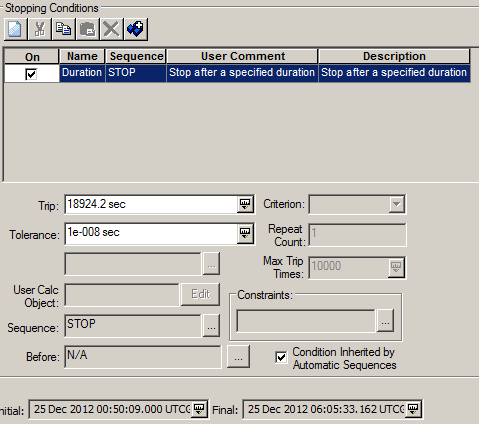 Stopping Conditions
On Name Sequence User Comment Description
Duration STOP Stop after a specified duration Stop after a specified duration
Trip: 18924.2 sec Criterion:
Tolerance: 1e-008 sec Repeat Count: 1
... Max Trip Times: 10000
User Calc Object: Edit Constraints:
Sequence: STOP ... ...
Before: N/A ... Condition Inherited by Automatic Sequences
nitial: 25 Dec 2012 00:50:09.000 UTCG Final: 25 Dec 2012 06:05:33.162 UTCG